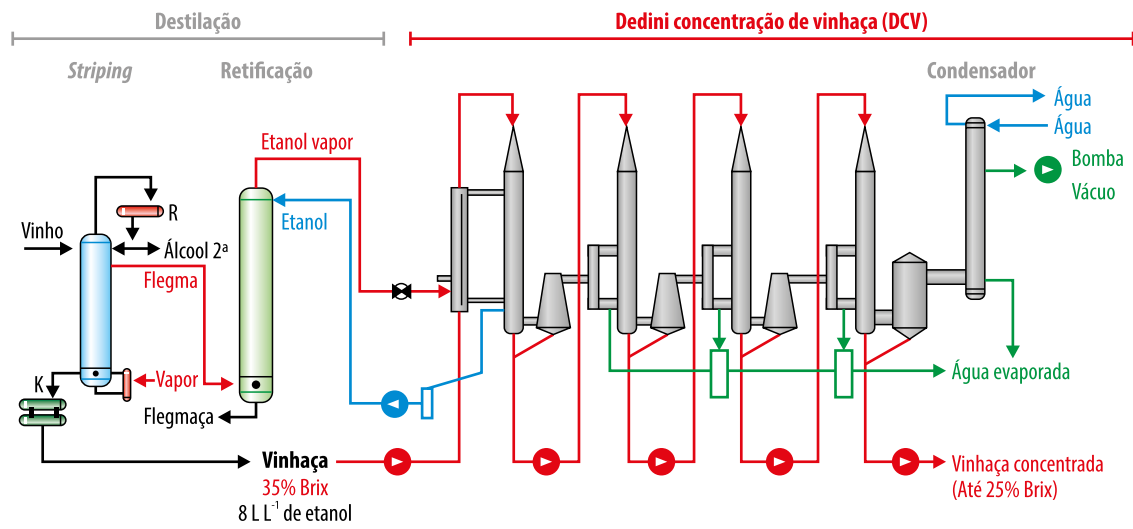 Destilação
Dedini concentração de vinhaça (DCV)
Striping
Retificação
Condensador
Água
Água
Etanol vapor
Bomba
Vácuo
R
Vinho
Álcool 2ª
Etanol
Flegma
K
Vapor
Água evaporada
Flegmaça
Vinhaça
35% Brix
8 L L⁻¹ de etanol
Vinhaça concentrada
(Até 25% Brix)